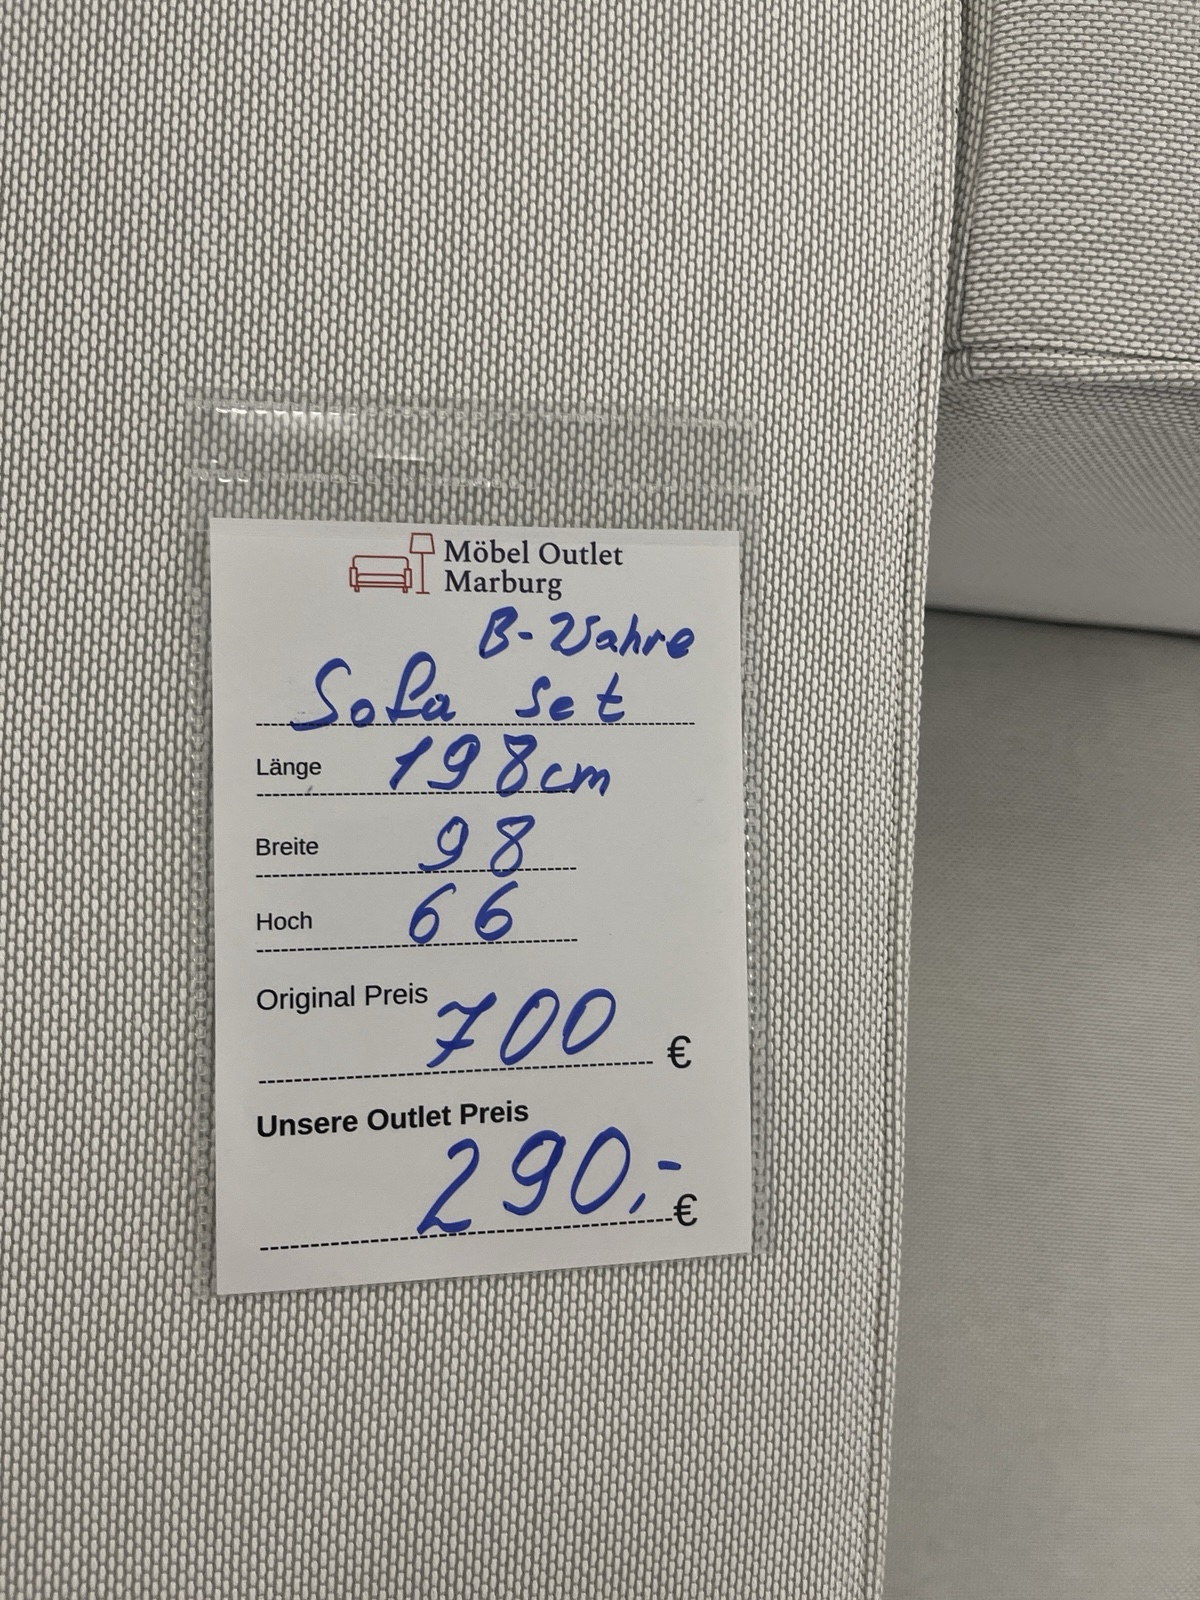 Möbel Outlet
Marburg
B-Wahre
Sofa Set
Länge 198cm
Breite 98
Hoch 66
Original Preis 700 €
Unsere Outlet Preis
290,- €